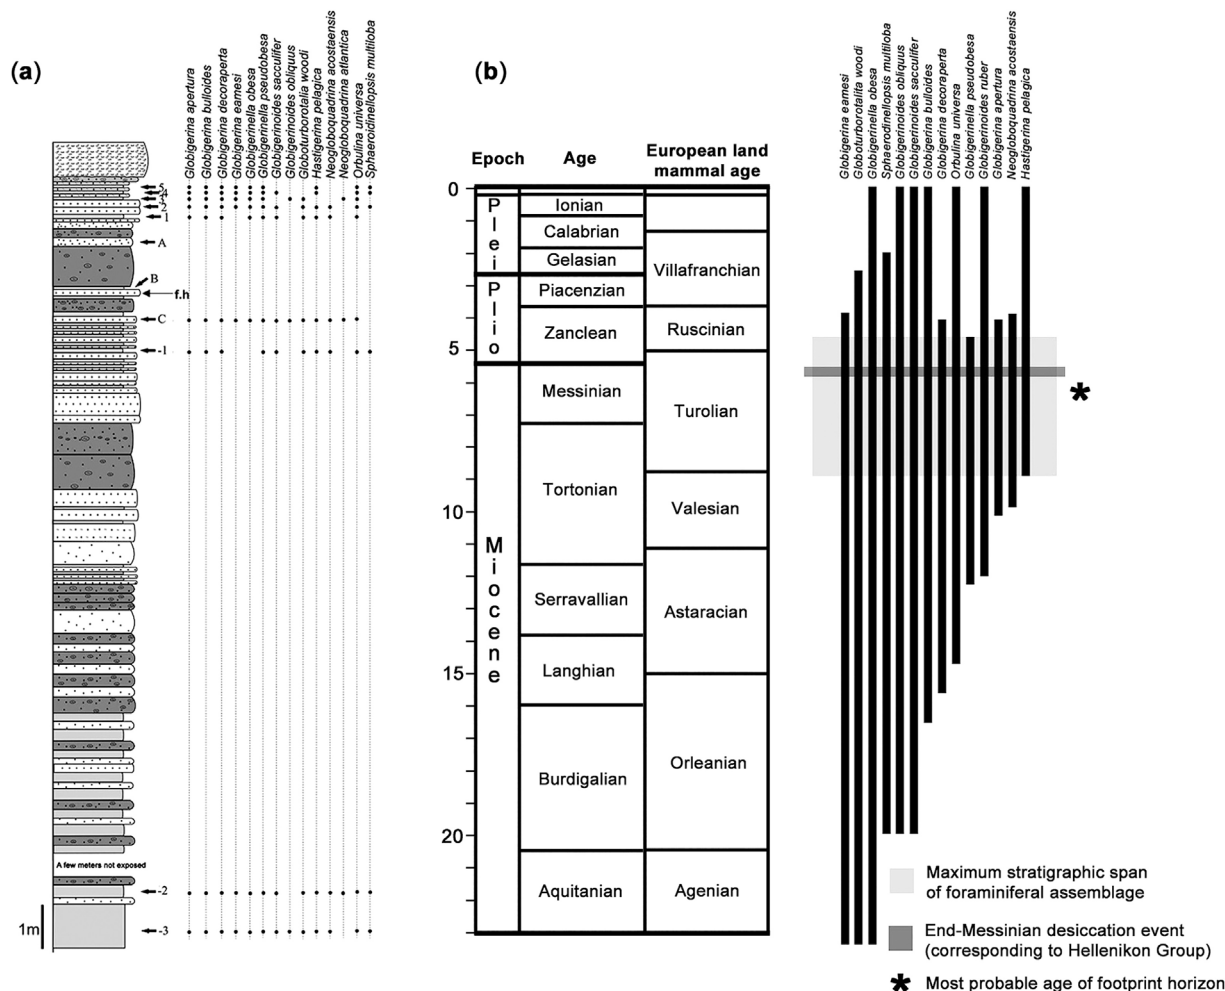 (a)
Globigerina apertura
Globigerina bulloides
Globigerina decoraperta
Globigerina eamesi
Globigerinella obesa
Globigerinella pseudobesa
Globigerinoides sacculifer
Globigerinoides obliquus
Globoturborotalia woodi
Hastigerina pelagica
Neogloboquadrina acostaensis
Neogloboquadrina atlantica
Orbulina universa
Sphaeroidinellopsis multiloba
5
4
3
2
1
A
B
f.h
C
-1
A few meters not exposed
-2
-3
1m
(b)
Epoch
Age
European land
mammal age
Globigerina eamesi
Globoturborotalita woodi
Globigerinella obesa
Sphaerodinellopsis multiloba
Globigerinoides obliquus
Globigerinoides sacculifer
Globigerina bulloides
Globigerina decoraperta
Orbulina universa
Globigerinella pseudobesa
Globigerinoides ruber
Globigerina apertura
Neogloboquadrina acostaensis
Hastigerina pelagica
0
5
10
15
20
Plei
Plio
Miocene
Ionian
Calabrian
Gelasian
Piacenzian
Zanclean
Messinian
Tortonian
Serravallian
Langhian
Burdigalian
Aquitanian
Villafranchian
Ruscinian
Turolian
Valesian
Astaracian
Orleanian
Agenian
*
Maximum stratigraphic span
of foraminiferal assemblage
End-Messinian desiccation event
(corresponding to Hellenikon Group)
* Most probable age of footprint horizon